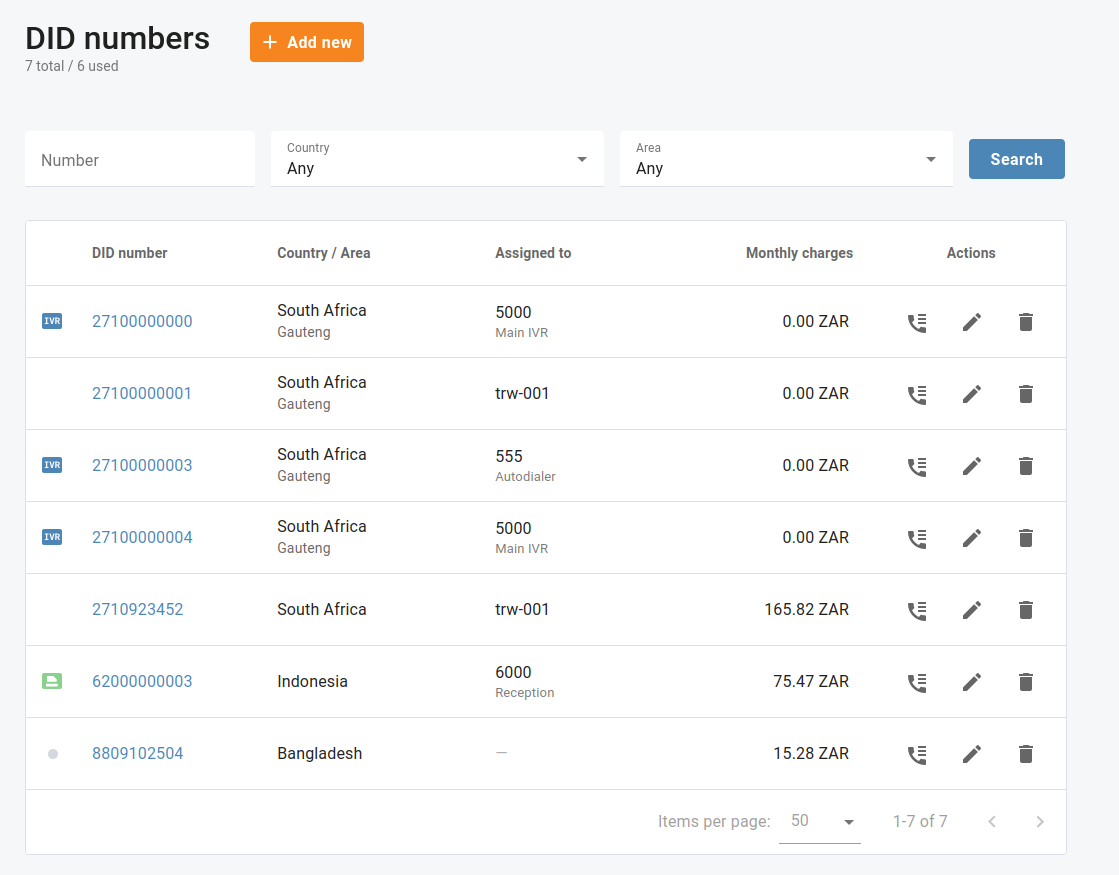 DID numbers
+ Add new
7 total / 6 used
Number
Country
Any
Area
Any
Search
DID number Country / Area Assigned to Monthly charges Actions
IVR 27100000000 South Africa 5000 0.00 ZAR
Gauteng Main IVR
27100000001 South Africa trw-001 0.00 ZAR
Gauteng
IVR 27100000003 South Africa 555 0.00 ZAR
Gauteng Autodialer
IVR 27100000004 South Africa 5000 0.00 ZAR
Gauteng Main IVR
2710923452 South Africa trw-001 165.82 ZAR
62000000003 Indonesia 6000 75.47 ZAR
Reception
8809102504 Bangladesh — 15.28 ZAR
Items per page: 50 1-7 of 7